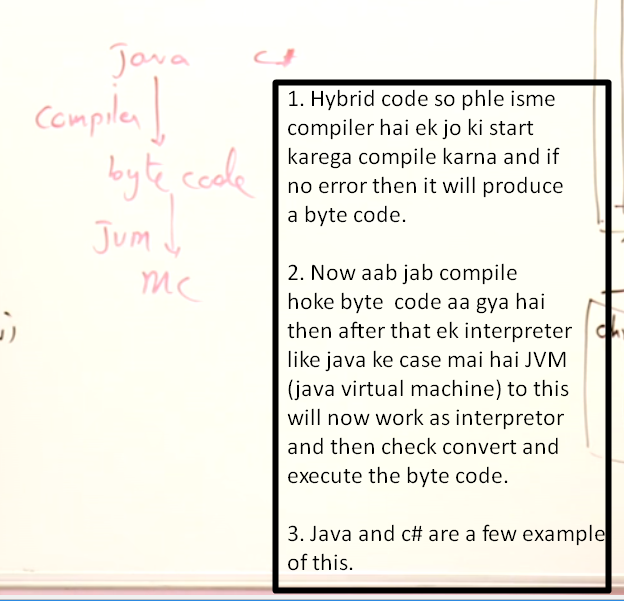 Java c#
Compiler
byte code
Jvm
MC
1. Hybrid code so phle isme
compiler hai ek jo ki start
karega compile karna and if
no error then it will produce
a byte code.
2. Now aab jab compile
hoke byte code aa gya hai
then after that ek interpreter
like java ke case mai hai JVM
(java virtual machine) to this
will now work as interpretor
and then check convert and
execute the byte code.
3. Java and c# are a few example
of this.